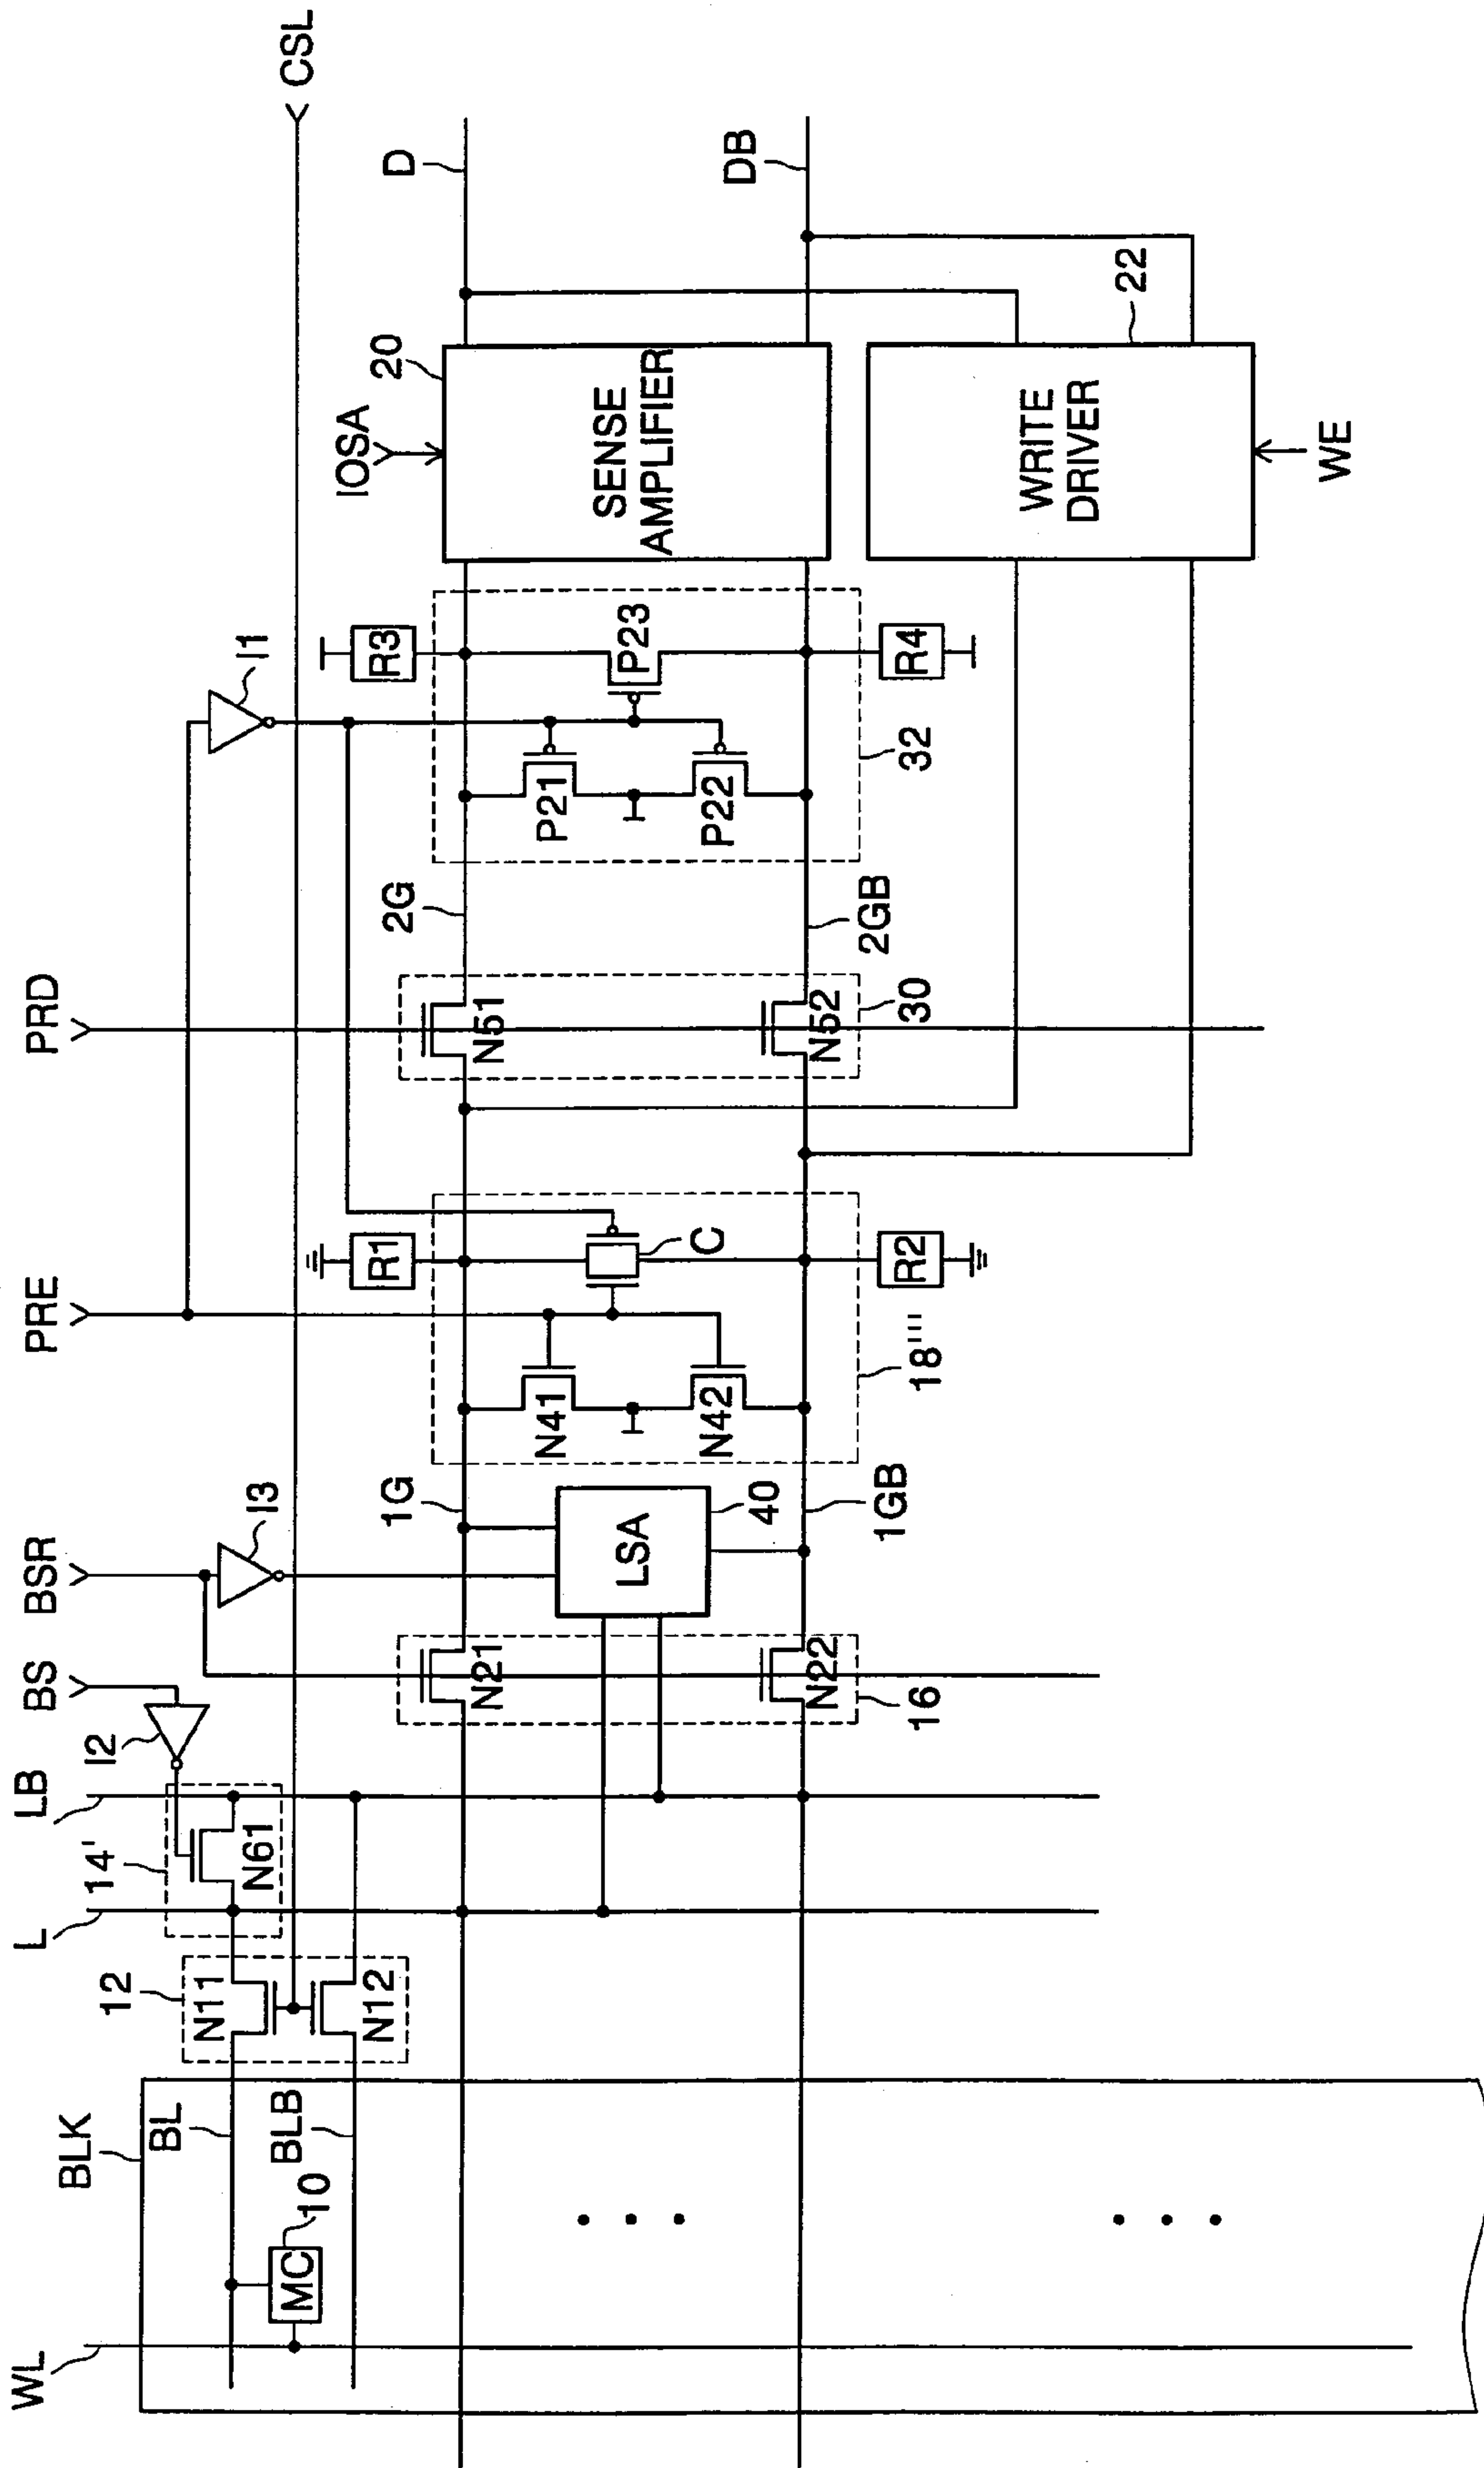 CSL
D
DB
20
IOSA
SENSE
AMPLIFIER
22
WRITE
DRIVER
WE
I1
R3
P23
R4
P21
P22
32
2G
2GB
PRD
N51
N52
30
PRE
R1
C
R2
N41
N42
18'''
BSR
I3
1G
LSA
40
1GB
BS
I2
N21
N22
16
LB
14'
N61
L
12
N11
N12
BLK
BL
BLB
10
MC
WL